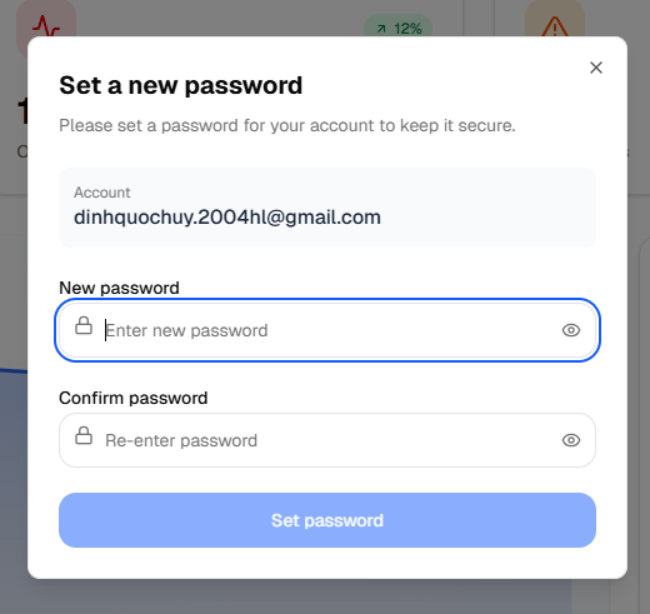 12%
Set a new password
Please set a password for your account to keep it secure.
Account
dinhquochuy.2004hl@gmail.com
New password
Enter new password
Confirm password
Re-enter password
Set password